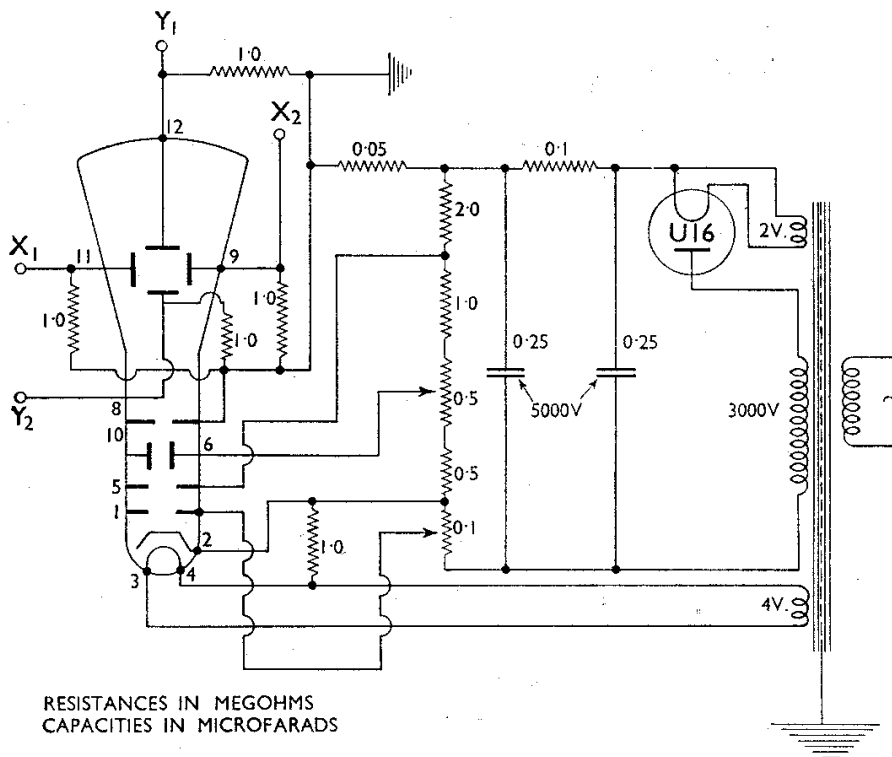 Y₁
1·0
X₂
12
0·05
0·1
2·0
U16
2V.
X₁
11
9
1·0
1·0
1·0
1·0
0·25
0·25
Y₂
8
10
6
0·5
5000V
3000V
5
0·5
1
2
1·0
0·1
3
4
4V.
RESISTANCES IN MEGOHMS
CAPACITIES IN MICROFARADS